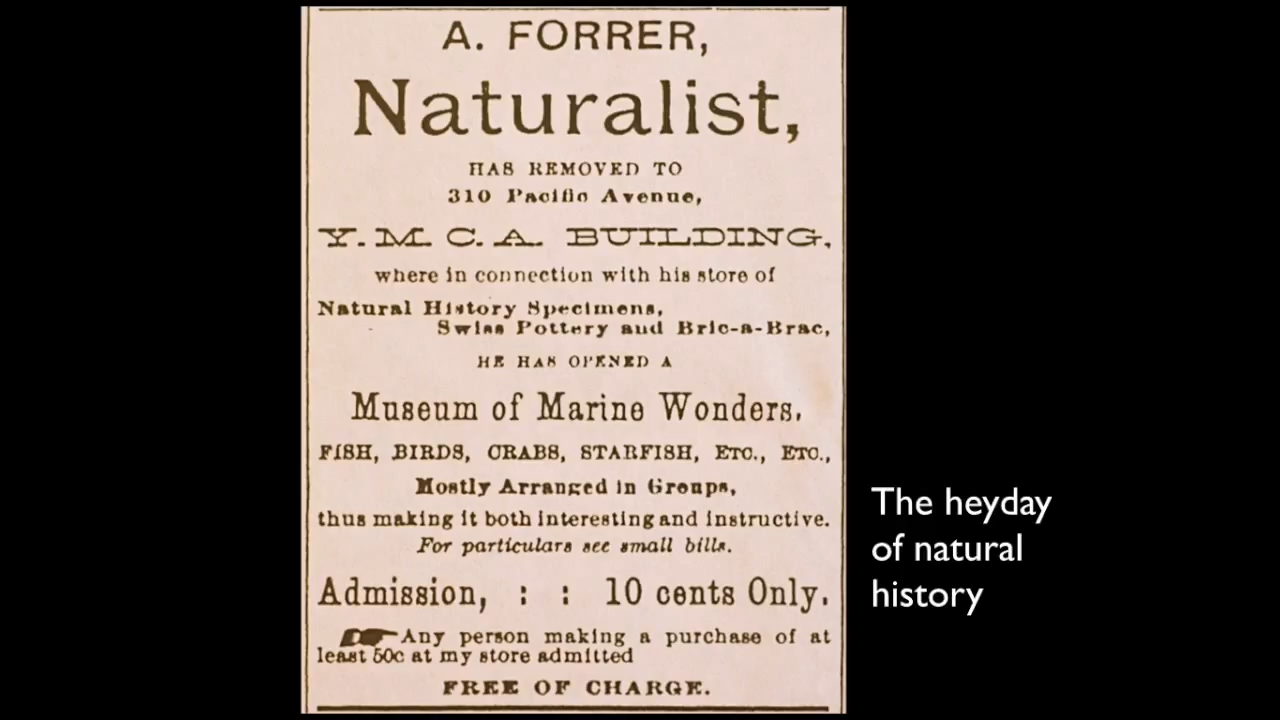 A. FORRER,
Naturalist,
HAS REMOVED TO
310 Pacific Avenue,
Y. M. C. A. BUILDING,
where in connection with his store of
Natural History Specimens,
Swiss Pottery and Bric-a-Brac,
HE HAS OPENED A
Museum of Marine Wonders.
FISH, BIRDS, CRABS, STARFISH, ETC., ETC.,
Mostly Arranged in Groups,
thus making it both interesting and instructive.
For particulars see small bills.
Admission, : : 10 cents Only.
☛Any person making a purchase of at
least 50c at my store admitted
FREE OF CHARGE.
The heyday
of natural
history